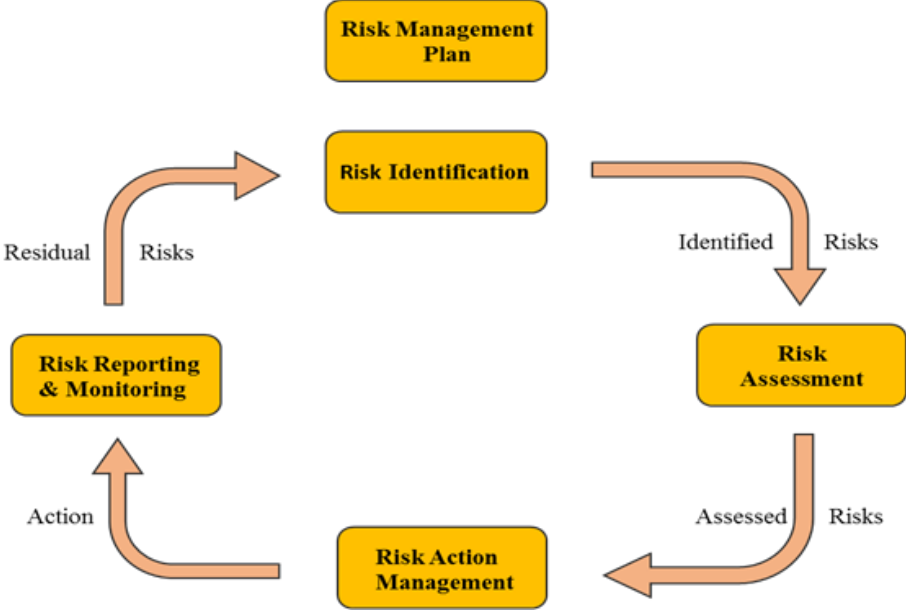 Risk Management
Plan
Risk Identification
Residual Risks
Identified Risks
Risk Reporting
& Monitoring
Risk
Assessment
Action
Assessed Risks
Risk Action
Management